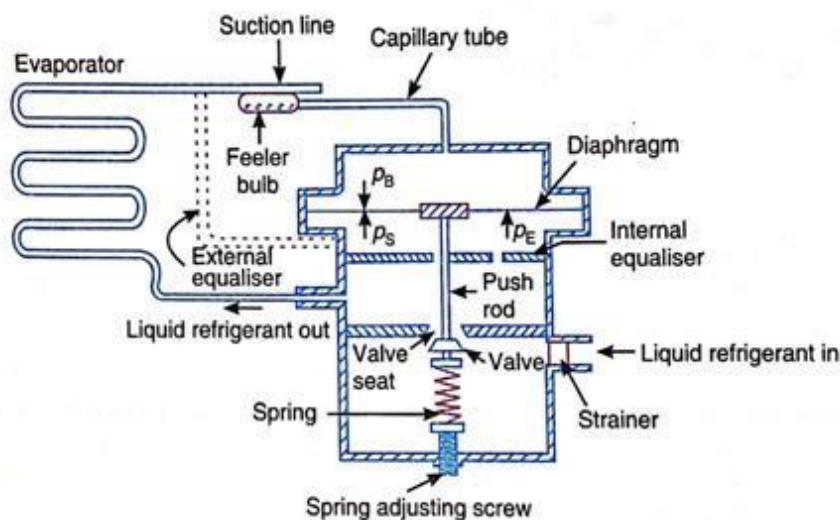 Suction line
Capillary tube
Evaporator
Feeler
bulb
Diaphragm
pB
pS
pE
External
equaliser
Internal
equaliser
Push
rod
Liquid refrigerant out
Valve
seat
Valve
Liquid refrigerant in
Spring
Strainer
Spring adjusting screw